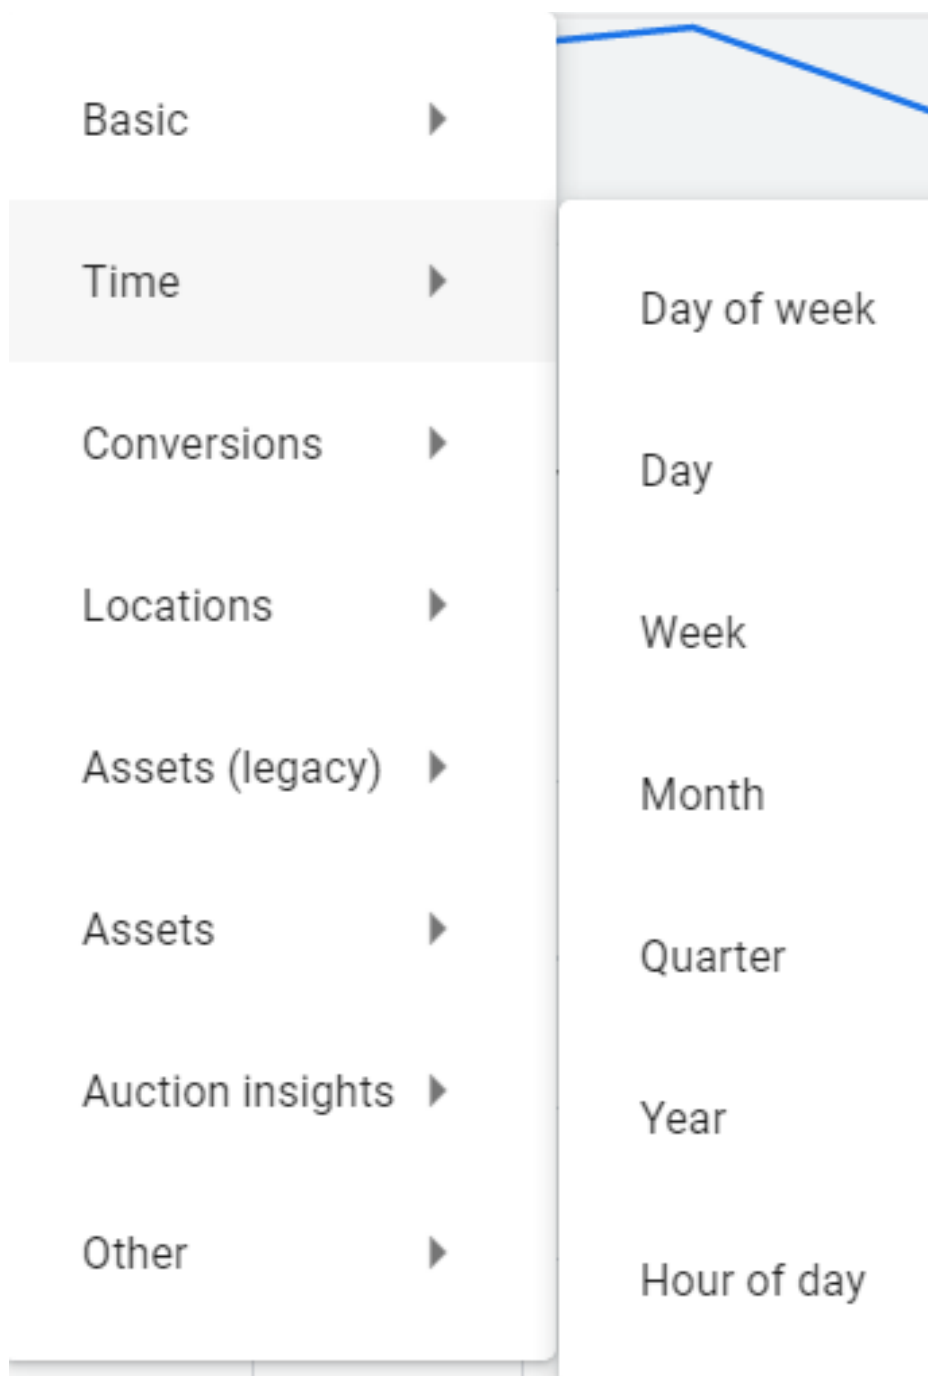 Basic
Time
Conversions
Locations
Assets (legacy)
Assets
Auction insights
Other
Day of week
Day
Week
Month
Quarter
Year
Hour of day